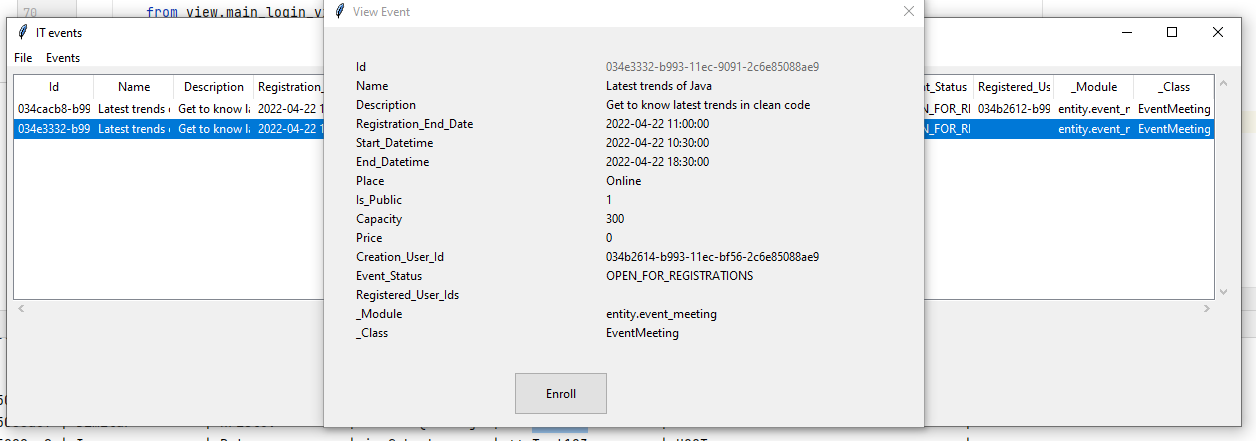 70 from view.main_login_v
View Event
IT events
File Events
Id Name Description Registration_ t_Status Registered_Us _Module _Class
034cacb8-b99 Latest trends Get to know la 2022-04-22 1 N_FOR_RE 034b2612-b99 entity.event_r EventMeeting
034e3332-b99 Latest trends Get to know la 2022-04-22 1 N_FOR_RE entity.event_r EventMeeting
Id 034e3332-b993-11ec-9091-2c6e85088ae9
Name Latest trends of Java
Description Get to know latest trends in clean code
Registration_End_Date 2022-04-22 11:00:00
Start_Datetime 2022-04-22 10:30:00
End_Datetime 2022-04-22 18:30:00
Place Online
Is_Public 1
Capacity 300
Price 0
Creation_User_Id 034b2614-b993-11ec-bf56-2c6e85088ae9
Event_Status OPEN_FOR_REGISTRATIONS
Registered_User_Ids
_Module entity.event_meeting
_Class EventMeeting
Enroll